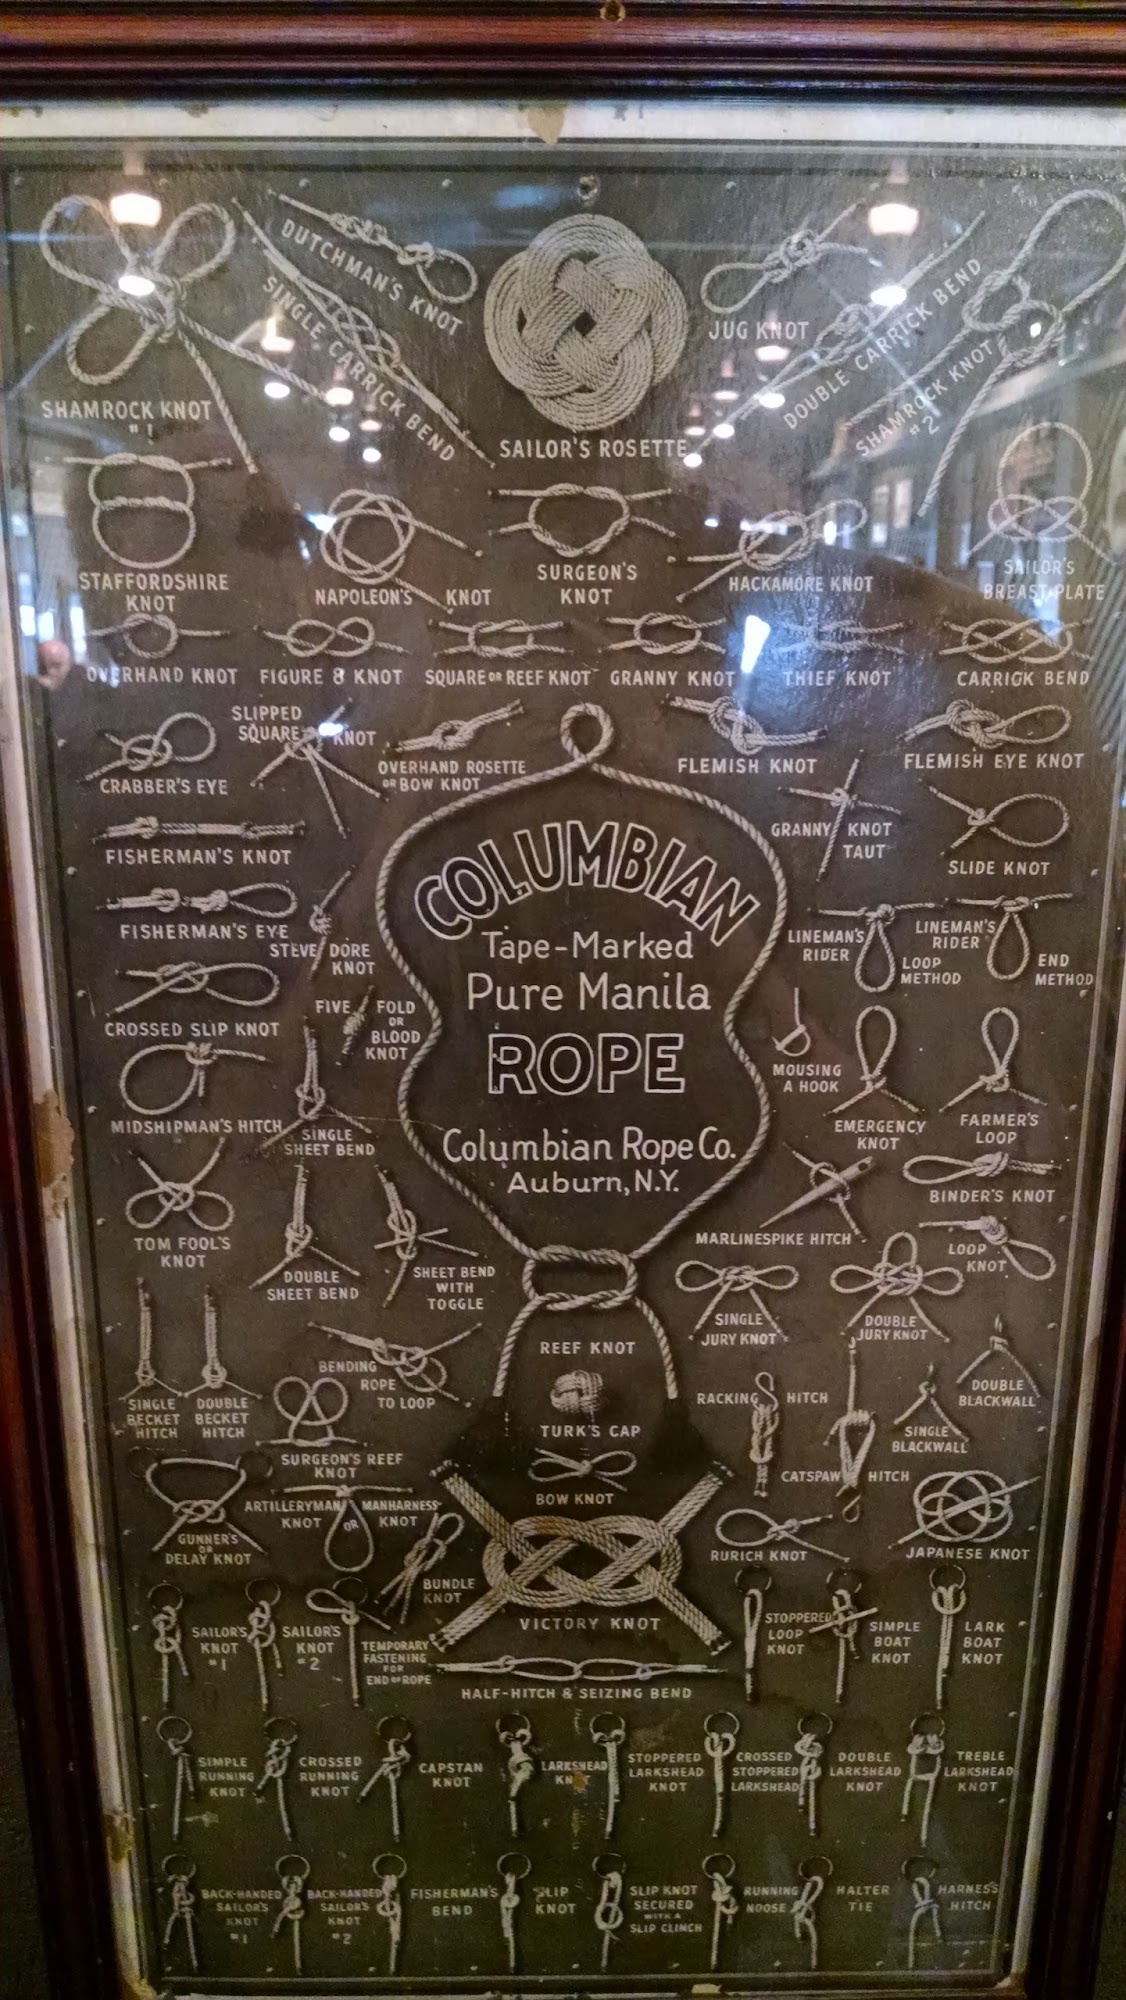 DUTCHMAN'S KNOT
SINGLE CARRICK BEND
SHAMROCK KNOT
#1
SAILOR'S ROSETTE
JUG KNOT
DOUBLE CARRICK BEND
SHAMROCK KNOT
#2
STAFFORDSHIRE
KNOT
NAPOLEON'S KNOT
SURGEON'S
KNOT
HACKAMORE KNOT
SAILOR'S
BREAST PLATE
OVERHAND KNOT
FIGURE 8 KNOT
SQUARE OR REEF KNOT
GRANNY KNOT
THIEF KNOT
CARRICK BEND
CRABBER'S EYE
SLIPPED
SQUARE KNOT
OVERHAND ROSETTE
OR BOW KNOT
FLEMISH KNOT
FLEMISH EYE KNOT
FISHERMAN'S KNOT
GRANNY KNOT
TAUT
SLIDE KNOT
FISHERMAN'S EYE
STEVEDORE
KNOT
LINEMAN'S
RIDER
LOOP
METHOD
LINEMAN'S
RIDER
END
METHOD
CROSSED SLIP KNOT
FIVE FOLD
OR
BLOOD
KNOT
COLUMBIAN
Tape-Marked
Pure Manila
ROPE
Columbian Rope Co.
Auburn, N.Y.
MOUSING
A HOOK
EMERGENCY
KNOT
FARMER'S
LOOP
MIDSHIPMAN'S HITCH
SINGLE
SHEET BEND
BINDER'S KNOT
MARLINESPIKE HITCH
LOOP
KNOT
TOM FOOL'S
KNOT
DOUBLE
SHEET BEND
SHEET BEND
WITH
TOGGLE
SINGLE
JURY KNOT
DOUBLE
JURY KNOT
REEF KNOT
SINGLE
BECKET
HITCH
DOUBLE
BECKET
HITCH
BENDING
ROPE
TO LOOP
TURK'S CAP
RACKING HITCH
SINGLE
BLACKWALL
DOUBLE
BLACKWALL
SURGEON'S REEF
KNOT
CATSPAW HITCH
BOW KNOT
GUNNER'S
OR
DELAY KNOT
ARTILLERYMAN
KNOT
OR
MANHARNESS
KNOT
BUNDLE
KNOT
RURICH KNOT
JAPANESE KNOT
VICTORY KNOT
SAILOR'S
KNOT
#1
SAILOR'S
KNOT
#2
TEMPORARY
FASTENING
FOR
END OF ROPE
STOPPERED
LOOP
KNOT
SIMPLE
BOAT
KNOT
LARK
BOAT
KNOT
HALF-HITCH & SEIZING BEND
SIMPLE
RUNNING
KNOT
CROSSED
RUNNING
KNOT
CAPSTAN
KNOT
LARKSHEAD
KNOT
STOPPERED
LARKSHEAD
KNOT
CROSSED
STOPPERED
LARKSHEAD
DOUBLE
LARKSHEAD
KNOT
TREBLE
LARKSHEAD
KNOT
BACK-HANDED
SAILOR'S
KNOT
#1
BACK-HANDED
SAILOR'S
KNOT
#2
FISHERMAN'S
BEND
SLIP
KNOT
SLIP KNOT
SECURED
WITH A
SLIP CLINCH
RUNNING
NOOSE
HALTER
TIE
HARNESS
HITCH